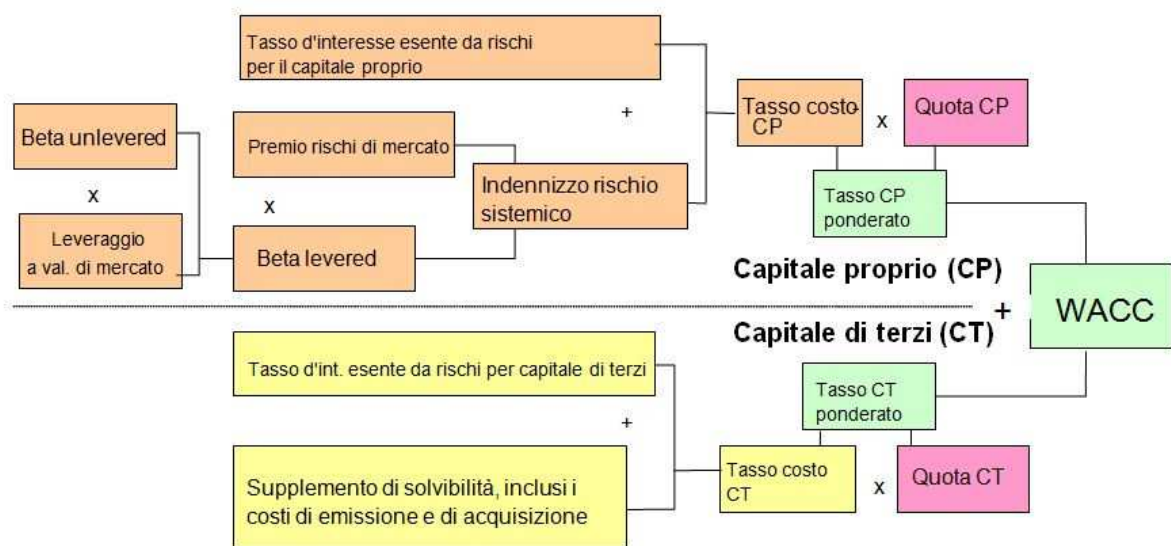 Tasso d'interesse esente da rischi
per il capitale proprio
+
Tasso costo
CP
x
Quota CP
Beta unlevered
Premio rischi di mercato
x
x
Indennizzo rischio
sistemico
Tasso CP
ponderato
Leveraggio
a val. di mercato
Beta levered
Capitale proprio (CP)
+
WACC
Capitale di terzi (CT)
Tasso d'int. esente da rischi per capitale di terzi
+
Tasso CT
ponderato
Supplemento di solvibilità, inclusi i
costi di emissione e di acquisizione
Tasso costo
CT
x
Quota CT